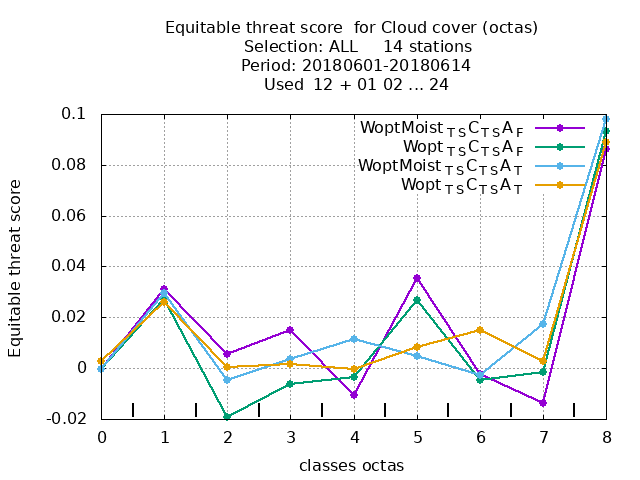 Equitable threat score  for Cloud cover (octas)
Selection: ALL     14 stations
Period: 20180601-20180614
Used  12 + 01 02 ... 24
WoptMoist TS C TS A F
Wopt TS C TS A F
WoptMoist TS C TS A T
Wopt TS C TS A T
0.1
0.08
0.06
0.04
0.02
0
-0.02
Equitable threat score
0 1 2 3 4 5 6 7 8
classes octas